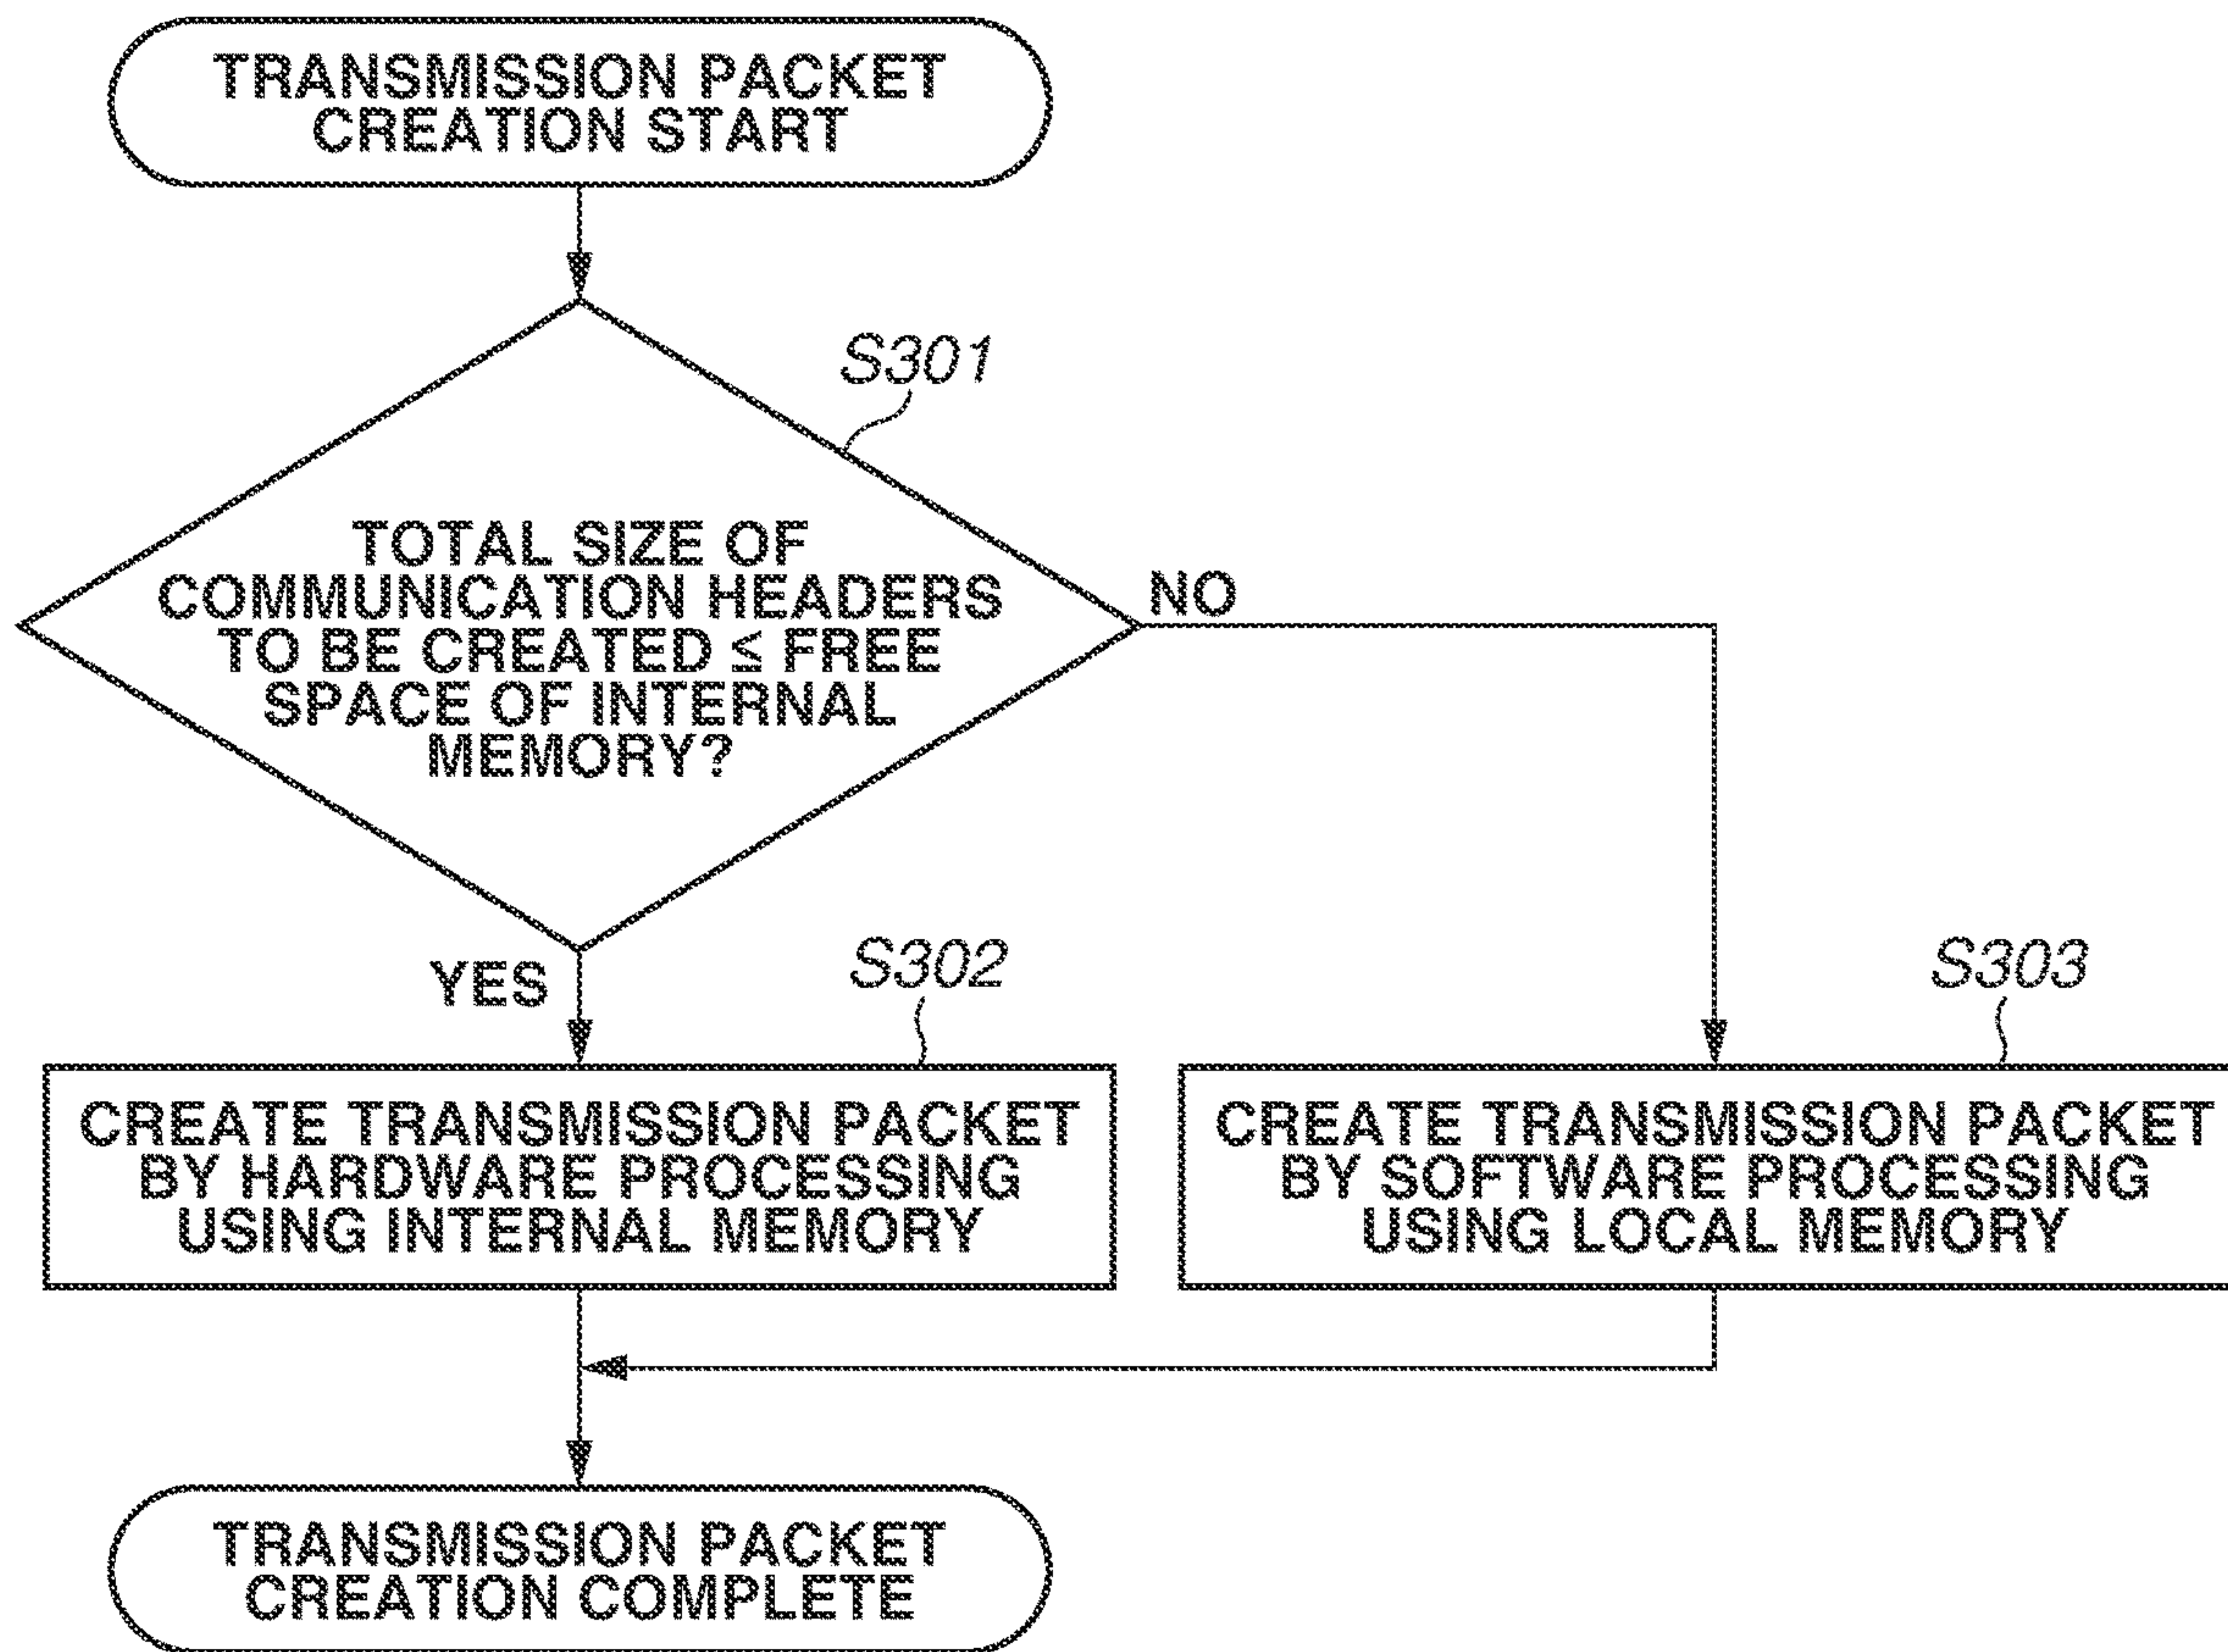 TRANSMISSION PACKET
CREATION START
S301
TOTAL SIZE OF
COMMUNICATION HEADERS
TO BE CREATED ≤ FREE
SPACE OF INTERNAL
MEMORY?
NO
YES
S302
S303
CREATE TRANSMISSION PACKET
BY HARDWARE PROCESSING
USING INTERNAL MEMORY
CREATE TRANSMISSION PACKET
BY SOFTWARE PROCESSING
USING LOCAL MEMORY
TRANSMISSION PACKET
CREATION COMPLETE